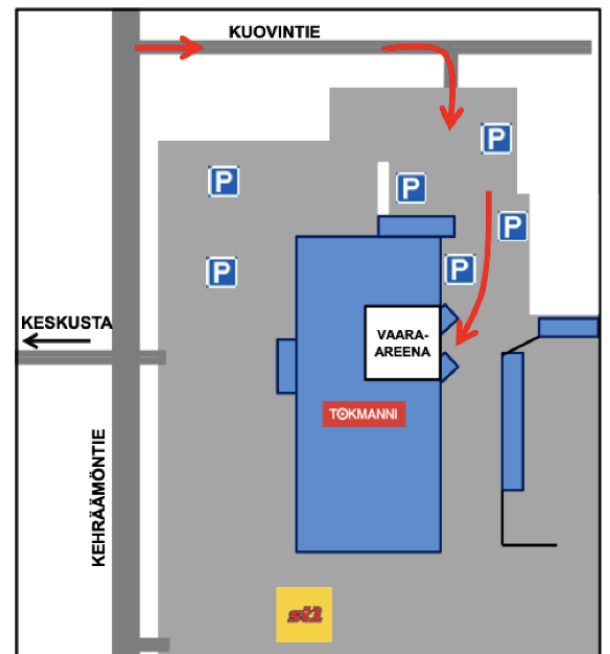 KUOVINTIE
P
P
P
P
P
P
KESKUSTA
VAARA-
AREENA
TOKMANNI
KEHRÄÄMÖNTIE
st1